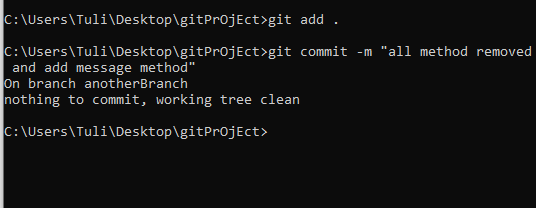 C:\Users\Tuli\Desktop\gitPrOjEct>git add .
C:\Users\Tuli\Desktop\gitPrOjEct>git commit -m "all method removed
and add message method"
On branch anotherBranch
nothing to commit, working tree clean
C:\Users\Tuli\Desktop\gitPrOjEct>